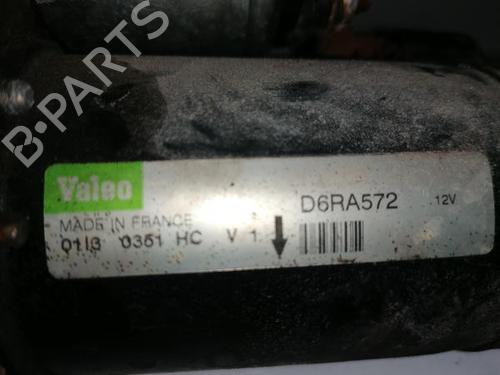 B-PARTS
Valeo
D6RA572 12V
MADE IN FRANCE
0113 0351 HC V 1